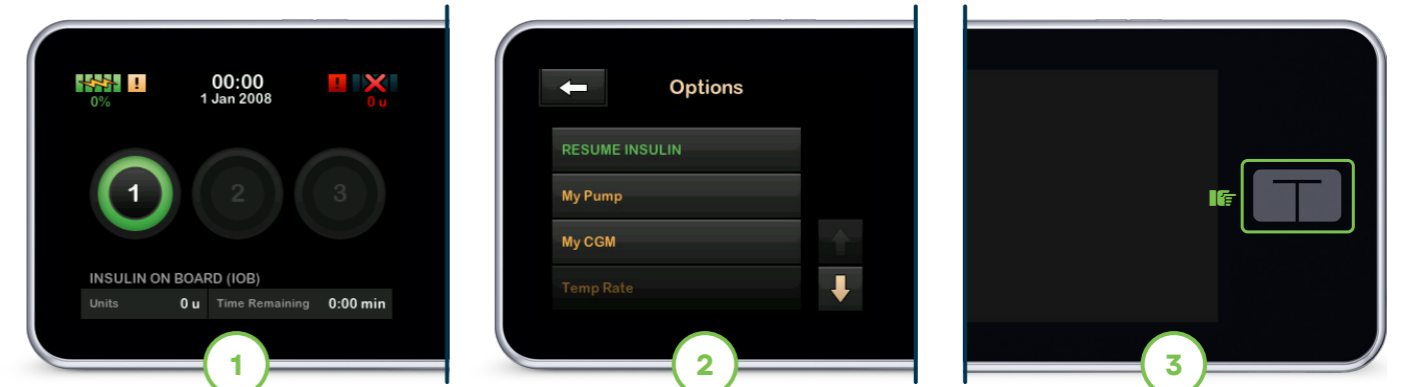 00:00
1 Jan 2008
0%
0 u
1 2 3
INSULIN ON BOARD (IOB)
Units 0 u Time Remaining 0:00 min
1
Options
RESUME INSULIN
My Pump
My CGM
Temp Rate
2
3